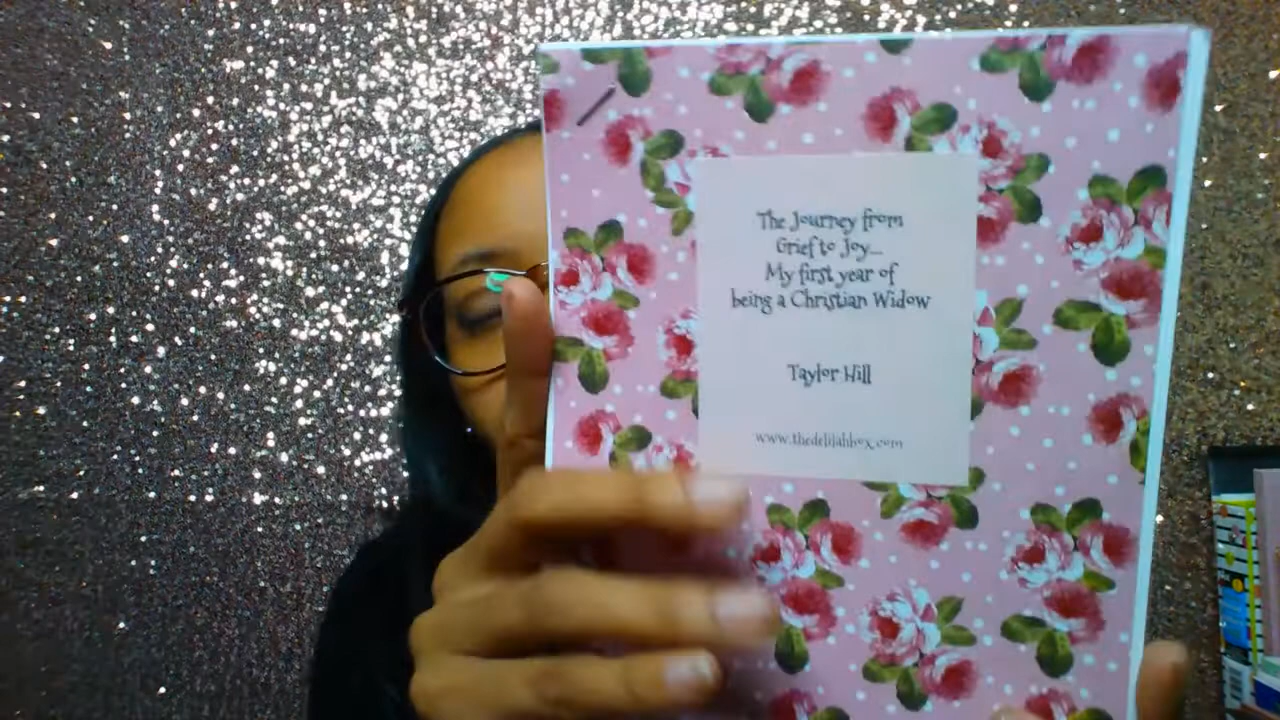 The Journey from
Grief to Joy...
My first year of
being a Christian Widow
Taylor Hill
www.thedelilahbox.com